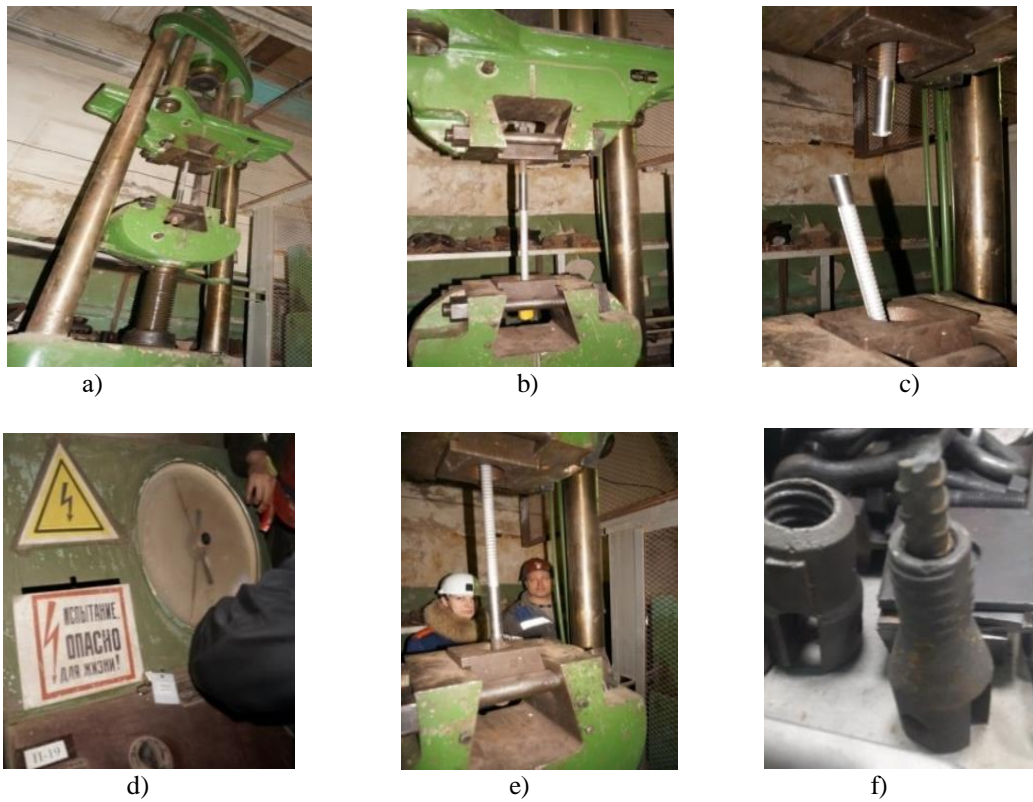 a)
b)
c)
ИСПЫТАНИЕ.
ОПАСНО
ДЛЯ ЖИЗНИ!
П-19
d)
e)
f)